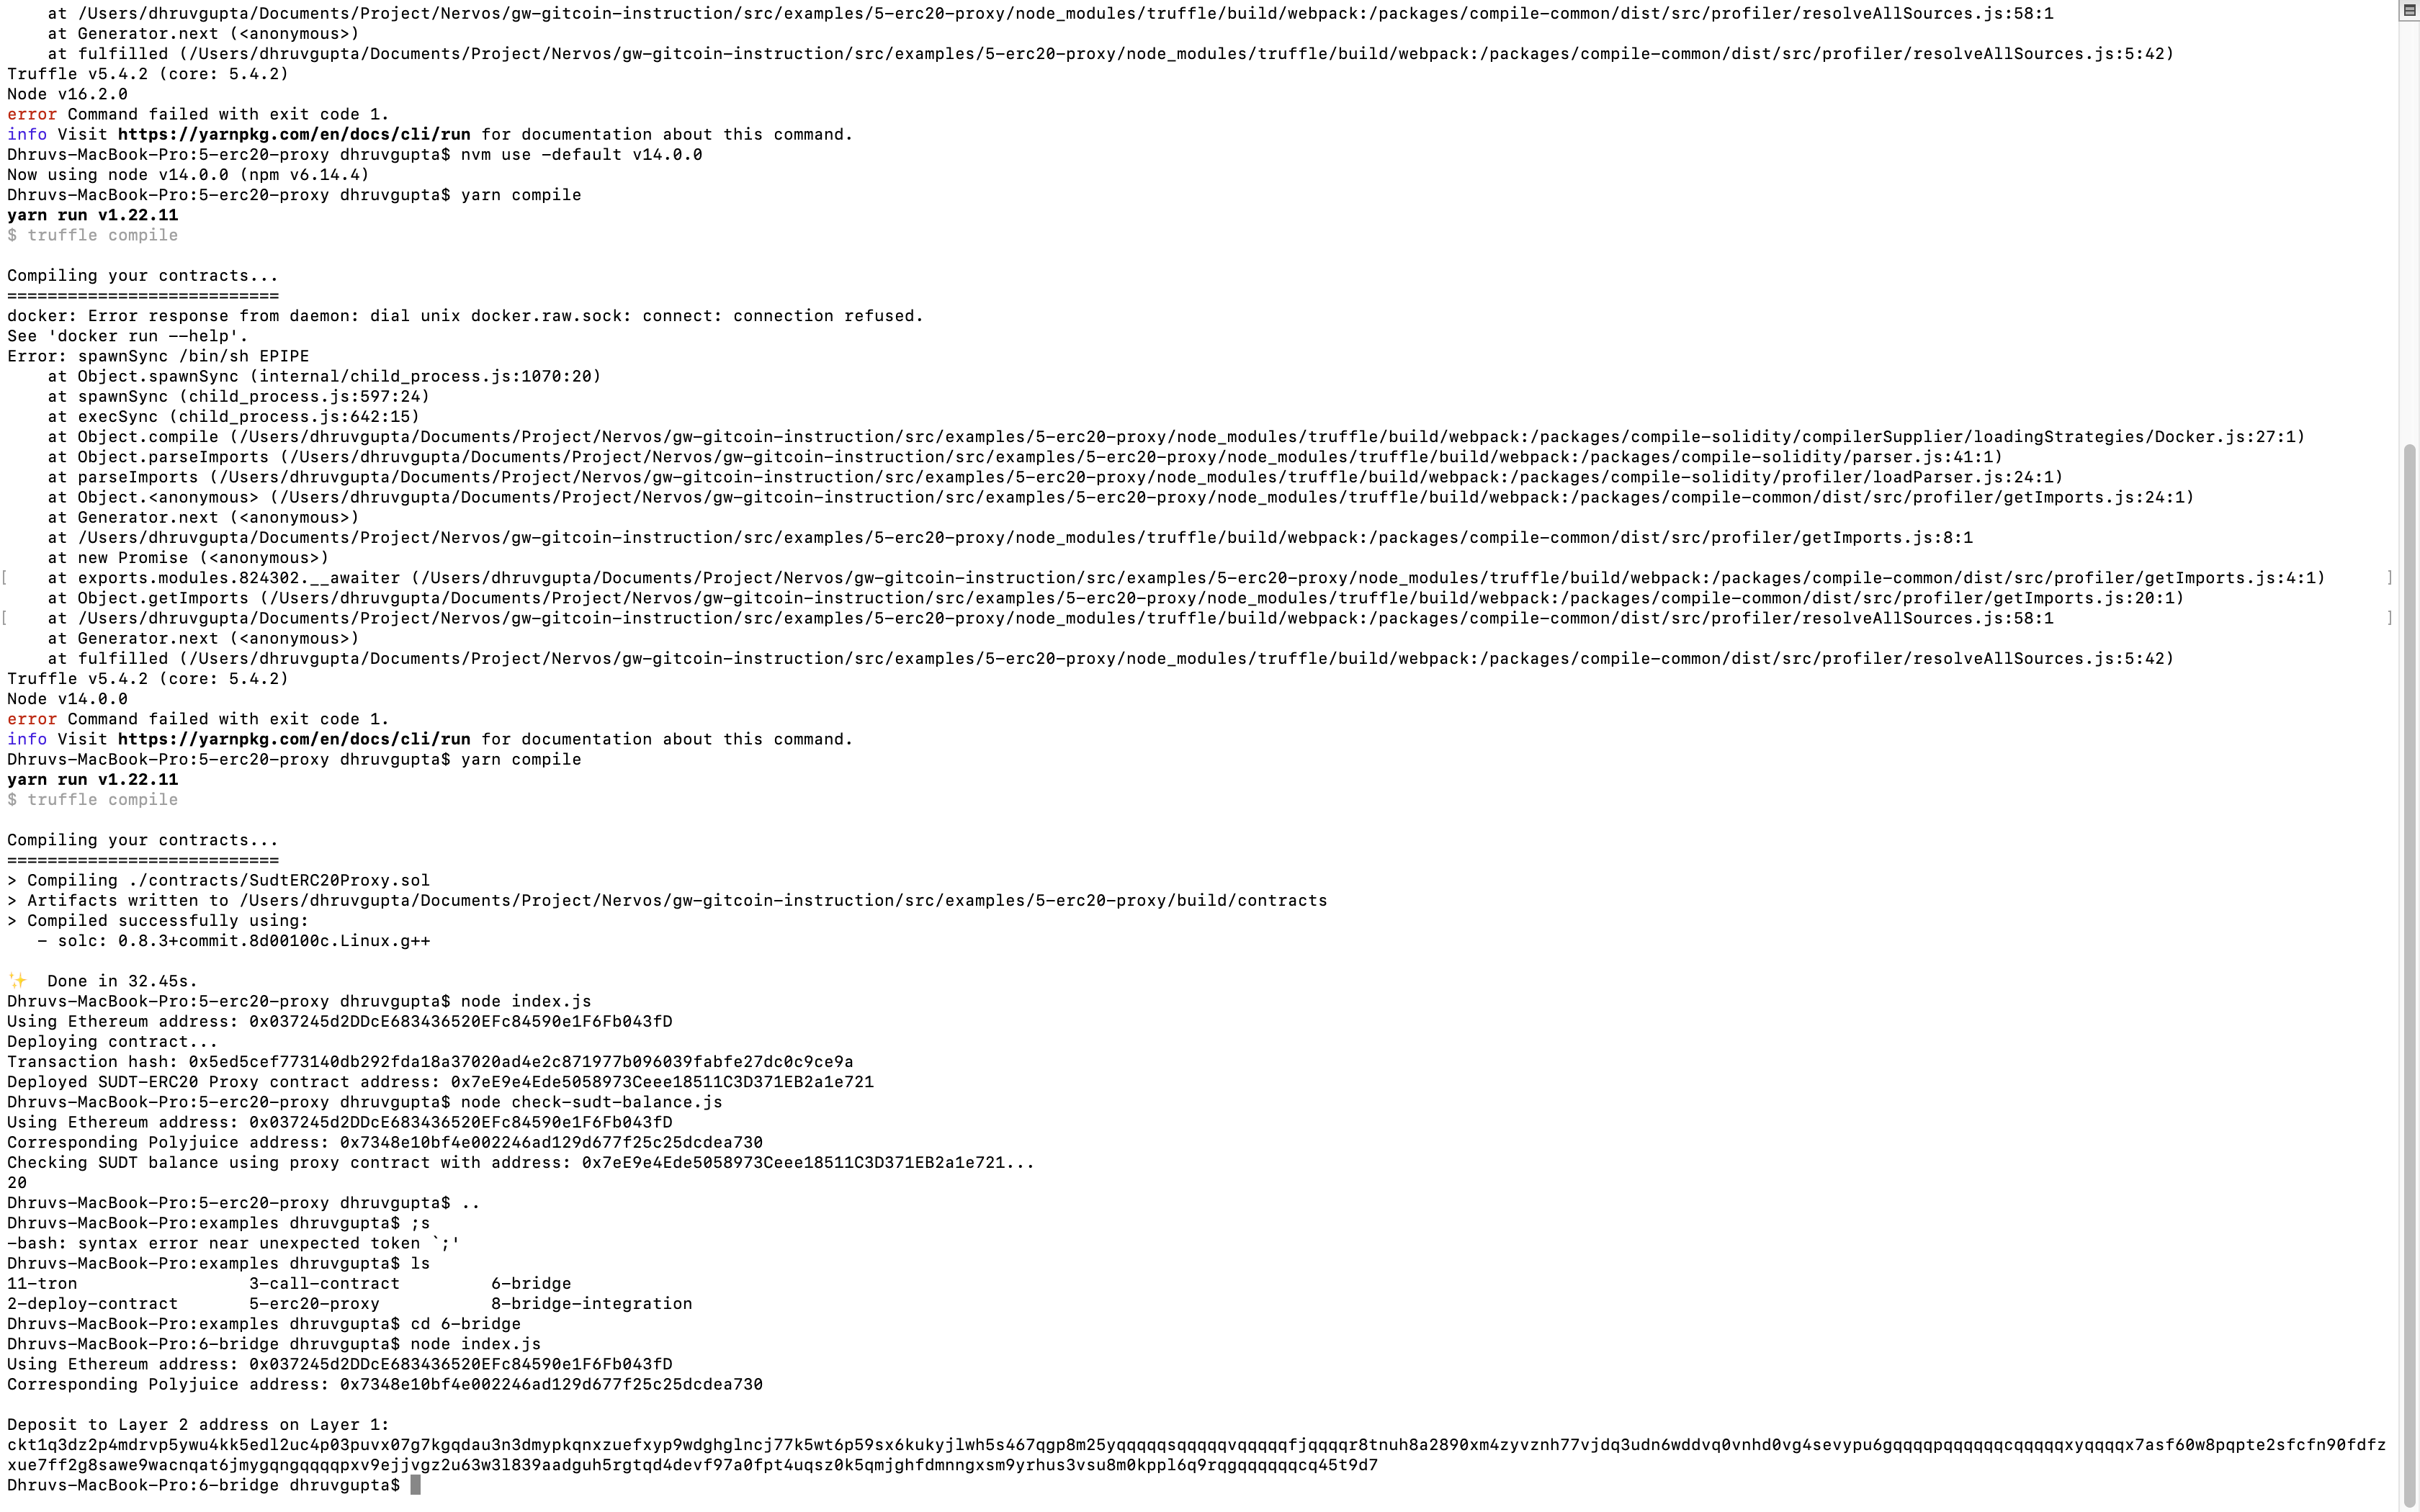 at /Users/dhruvgupta/Documents/Project/Nervos/gw-gitcoin-instruction/src/examples/5-erc20-proxy/node_modules/truffle/build/webpack:/packages/compile-common/dist/src/profiler/resolveAllSources.js:58:1
    at Generator.next (<anonymous>)
    at fulfilled (/Users/dhruvgupta/Documents/Project/Nervos/gw-gitcoin-instruction/src/examples/5-erc20-proxy/node_modules/truffle/build/webpack:/packages/compile-common/dist/src/profiler/resolveAllSources.js:5:42)
Truffle v5.4.2 (core: 5.4.2)
Node v16.2.0
error Command failed with exit code 1.
info Visit https://yarnpkg.com/en/docs/cli/run for documentation about this command.
Dhruvs-MacBook-Pro:5-erc20-proxy dhruvgupta$ nvm use –default v14.0.0
Now using node v14.0.0 (npm v6.14.4)
Dhruvs-MacBook-Pro:5-erc20-proxy dhruvgupta$ yarn compile
yarn run v1.22.11
$ truffle compile

Compiling your contracts...
===========================
docker: Error response from daemon: dial unix docker.raw.sock: connect: connection refused.
See 'docker run --help'.
Error: spawnSync /bin/sh EPIPE
    at Object.spawnSync (internal/child_process.js:1070:20)
    at spawnSync (child_process.js:597:24)
    at execSync (child_process.js:642:15)
    at Object.compile (/Users/dhruvgupta/Documents/Project/Nervos/gw-gitcoin-instruction/src/examples/5-erc20-proxy/node_modules/truffle/build/webpack:/packages/compile-solidity/compilerSupplier/loadingStrategies/Docker.js:27:1)
    at Object.parseImports (/Users/dhruvgupta/Documents/Project/Nervos/gw-gitcoin-instruction/src/examples/5-erc20-proxy/node_modules/truffle/build/webpack:/packages/compile-solidity/parser.js:41:1)
    at parseImports (/Users/dhruvgupta/Documents/Project/Nervos/gw-gitcoin-instruction/src/examples/5-erc20-proxy/node_modules/truffle/build/webpack:/packages/compile-solidity/profiler/loadParser.js:24:1)
    at Object.<anonymous> (/Users/dhruvgupta/Documents/Project/Nervos/gw-gitcoin-instruction/src/examples/5-erc20-proxy/node_modules/truffle/build/webpack:/packages/compile-common/dist/src/profiler/getImports.js:24:1)
    at Generator.next (<anonymous>)
    at /Users/dhruvgupta/Documents/Project/Nervos/gw-gitcoin-instruction/src/examples/5-erc20-proxy/node_modules/truffle/build/webpack:/packages/compile-common/dist/src/profiler/getImports.js:8:1
    at new Promise (<anonymous>)
[    at exports.modules.824302.__awaiter (/Users/dhruvgupta/Documents/Project/Nervos/gw-gitcoin-instruction/src/examples/5-erc20-proxy/node_modules/truffle/build/webpack:/packages/compile-common/dist/src/profiler/getImports.js:4:1)      ]
    at Object.getImports (/Users/dhruvgupta/Documents/Project/Nervos/gw-gitcoin-instruction/src/examples/5-erc20-proxy/node_modules/truffle/build/webpack:/packages/compile-common/dist/src/profiler/getImports.js:20:1)
[    at /Users/dhruvgupta/Documents/Project/Nervos/gw-gitcoin-instruction/src/examples/5-erc20-proxy/node_modules/truffle/build/webpack:/packages/compile-common/dist/src/profiler/resolveAllSources.js:58:1      ]
    at Generator.next (<anonymous>)
    at fulfilled (/Users/dhruvgupta/Documents/Project/Nervos/gw-gitcoin-instruction/src/examples/5-erc20-proxy/node_modules/truffle/build/webpack:/packages/compile-common/dist/src/profiler/resolveAllSources.js:5:42)
Truffle v5.4.2 (core: 5.4.2)
Node v14.0.0
error Command failed with exit code 1.
info Visit https://yarnpkg.com/en/docs/cli/run for documentation about this command.
Dhruvs-MacBook-Pro:5-erc20-proxy dhruvgupta$ yarn compile
yarn run v1.22.11
$ truffle compile

Compiling your contracts...
===========================
> Compiling ./contracts/SudtERC20Proxy.sol
> Artifacts written to /Users/dhruvgupta/Documents/Project/Nervos/gw-gitcoin-instruction/src/examples/5-erc20-proxy/build/contracts
> Compiled successfully using:
   - solc: 0.8.3+commit.8d00100c.Linux.g++

✨  Done in 32.45s.
Dhruvs-MacBook-Pro:5-erc20-proxy dhruvgupta$ node index.js
Using Ethereum address: 0x037245d2DDcE683436520EFc84590e1F6Fb043fD
Deploying contract...
Transaction hash: 0x5ed5cef773140db292fda18a37020ad4e2c871977b096039fabfe27dc0c9ce9a
Deployed SUDT-ERC20 Proxy contract address: 0x7eE9e4Ede5058973Ceee18511C3D371EB2a1e721
Dhruvs-MacBook-Pro:5-erc20-proxy dhruvgupta$ node check-sudt-balance.js
Using Ethereum address: 0x037245d2DDcE683436520EFc84590e1F6Fb043fD
Corresponding Polyjuice address: 0x7348e10bf4e002246ad129d677f25c25dcdea730
Checking SUDT balance using proxy contract with address: 0x7eE9e4Ede5058973Ceee18511C3D371EB2a1e721...
20
Dhruvs-MacBook-Pro:5-erc20-proxy dhruvgupta$ ..
Dhruvs-MacBook-Pro:examples dhruvgupta$ ;s
-bash: syntax error near unexpected token `;'
Dhruvs-MacBook-Pro:examples dhruvgupta$ ls
11-tron                 3-call-contract         6-bridge
2-deploy-contract       5-erc20-proxy           8-bridge-integration
Dhruvs-MacBook-Pro:examples dhruvgupta$ cd 6-bridge
Dhruvs-MacBook-Pro:6-bridge dhruvgupta$ node index.js
Using Ethereum address: 0x037245d2DDcE683436520EFc84590e1F6Fb043fD
Corresponding Polyjuice address: 0x7348e10bf4e002246ad129d677f25c25dcdea730

Deposit to Layer 2 address on Layer 1:
ckt1q3dz2p4mdrvp5ywu4kk5edl2uc4p03puvx07g7kgqdau3n3dmypkqnxzuefxyp9wdghglncj77k5wt6p59sx6kukyjlwh5s467qgp8m25yqqqqqsqqqqqvqqqqqfjqqqqr8tnuh8a2890xm4zyvznh77vjdq3udn6wddvq0vnhd0vg4sevypu6gqqqqpqqqqqqcqqqqqxyqqqqx7asf60w8pqpte2sfcfn90fdfz
xue7ff2g8sawe9wacnqat6jmygqngqqqqpxv9ejjvgz2u63w3l839aadguh5rgtqd4devf97a0fpt4uqsz0k5qmjghfdmnngxsm9yrhus3vsu8m0kppl6q9rqgqqqqqqcq45t9d7
Dhruvs-MacBook-Pro:6-bridge dhruvgupta$